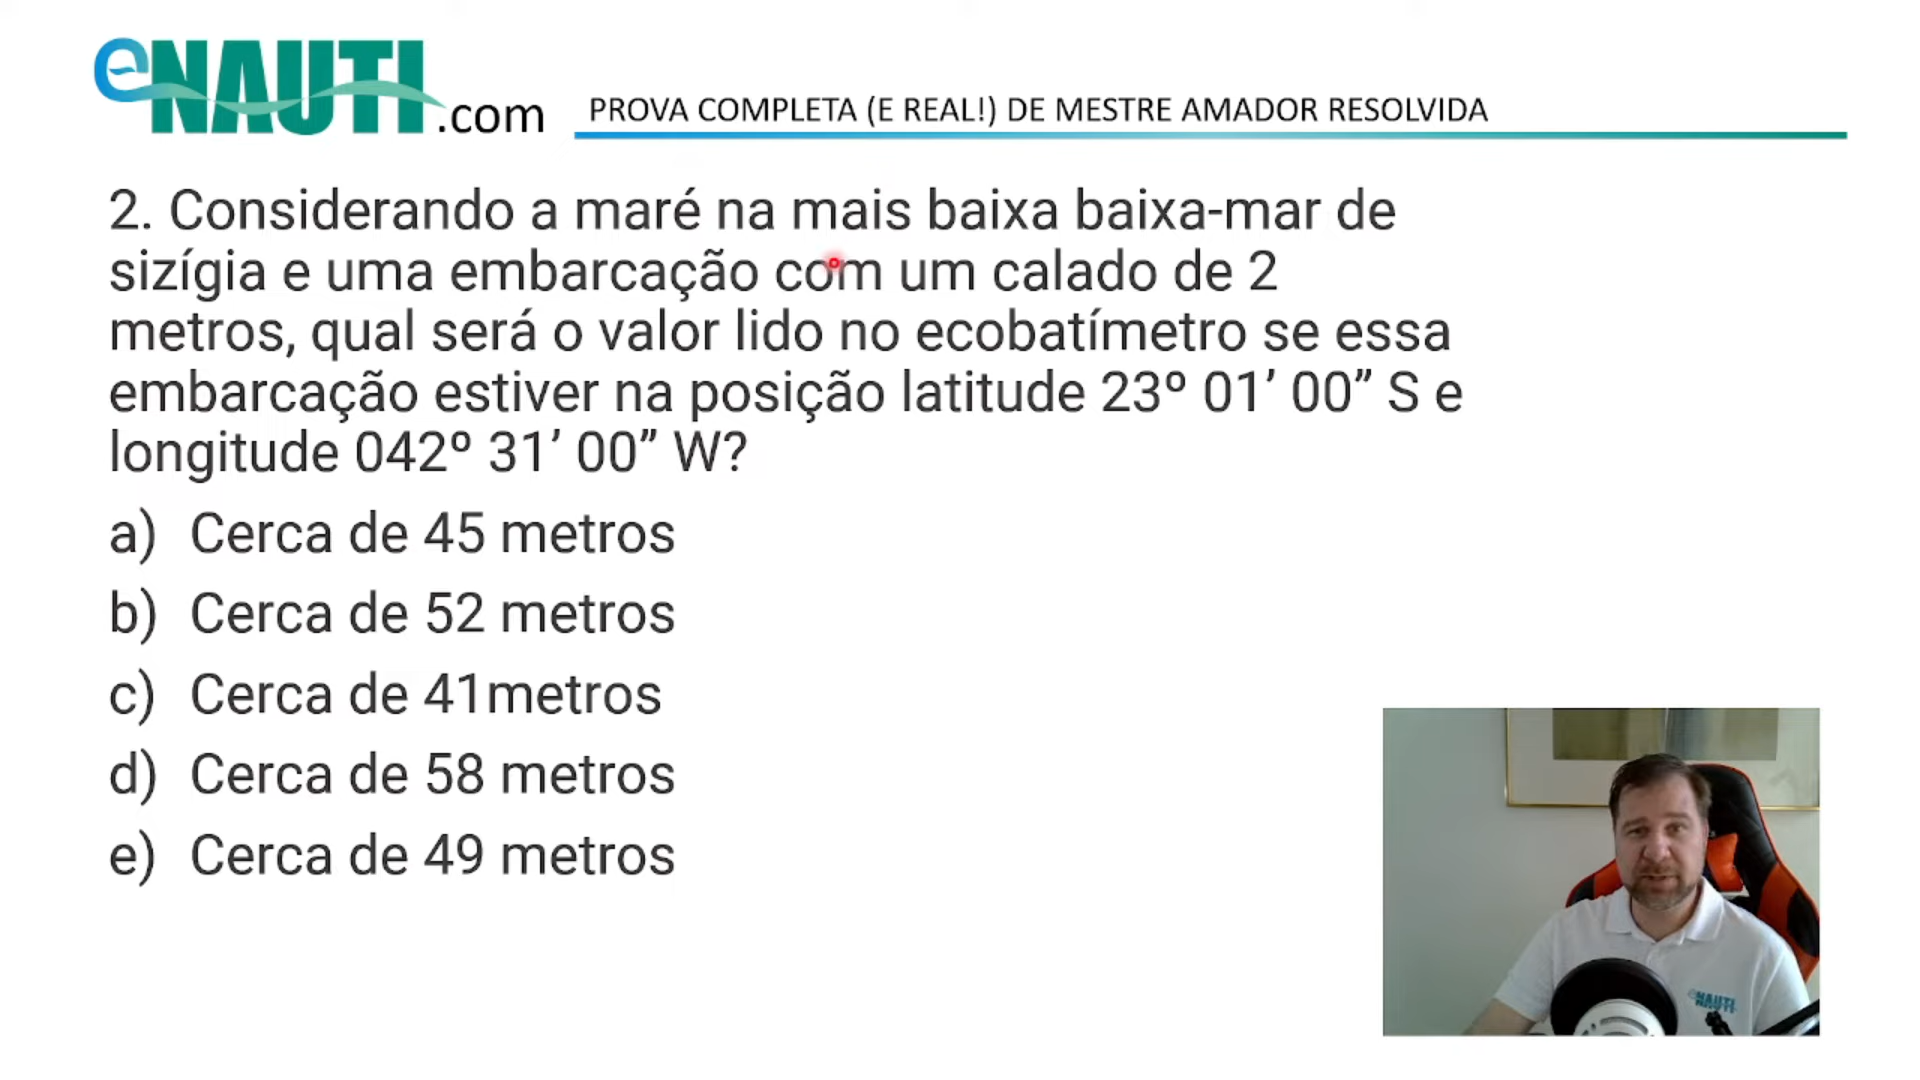 eNAUTI.com
PROVA COMPLETA (E REAL!) DE MESTRE AMADOR RESOLVIDA
2. Considerando a maré na mais baixa baixa-mar de
sizígia e uma embarcação com um calado de 2
metros, qual será o valor lido no ecobatímetro se essa
embarcação estiver na posição latitude 23º 01’ 00” S e
longitude 042º 31’ 00” W?
a) Cerca de 45 metros
b) Cerca de 52 metros
c) Cerca de 41metros
d) Cerca de 58 metros
e) Cerca de 49 metros
eNAUTI